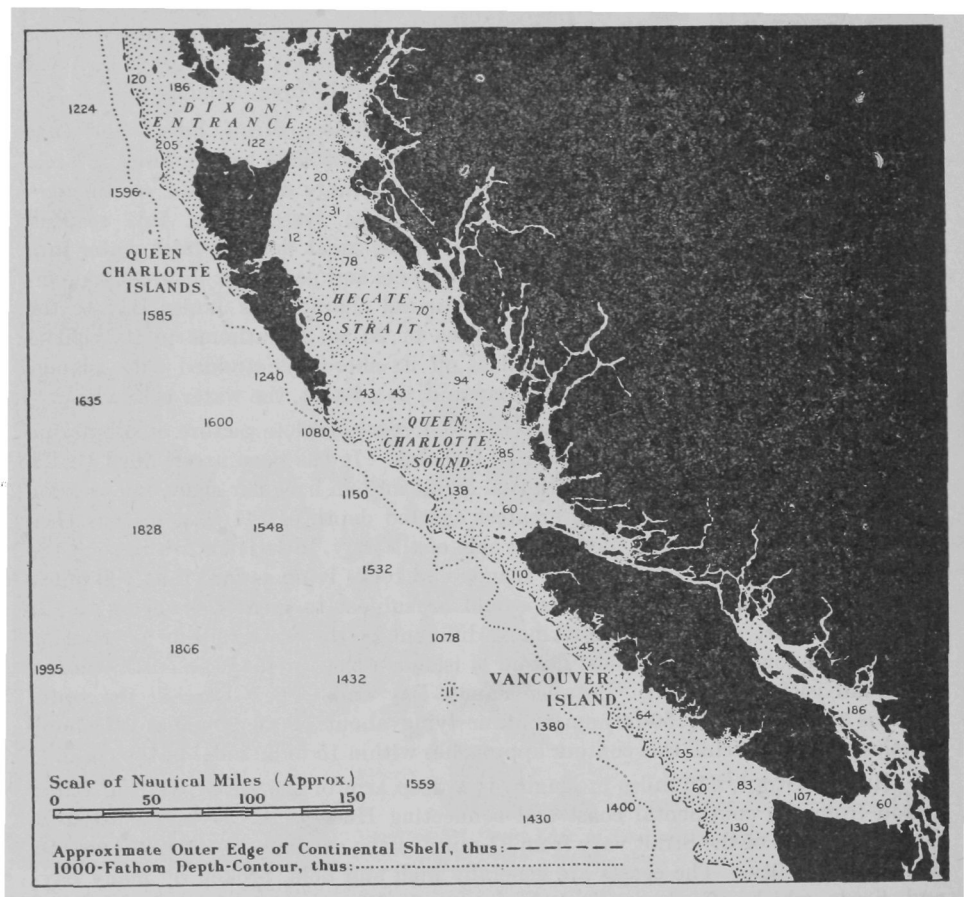 120
186
1224
DIXON
ENTRANCE
122
205
20
1596
31
12
QUEEN
CHARLOTTE
ISLANDS
78
HECATE
STRAIT
70
20
1585
1240
94
43 43
1635
1600
1080
QUEEN
CHARLOTTE
SOUND
85
138
1150
60
1828
1548
1532
110
1078
45
1806
1995
1432
VANCOUVER
ISLAND
11
64
186
1380
35
Scale of Nautical Miles (Approx.)
0 50 100 150
1559
60
83
107
60
1400
1430
130
Approximate Outer Edge of Continental Shelf, thus:
1000-Fathom Depth-Contour, thus: